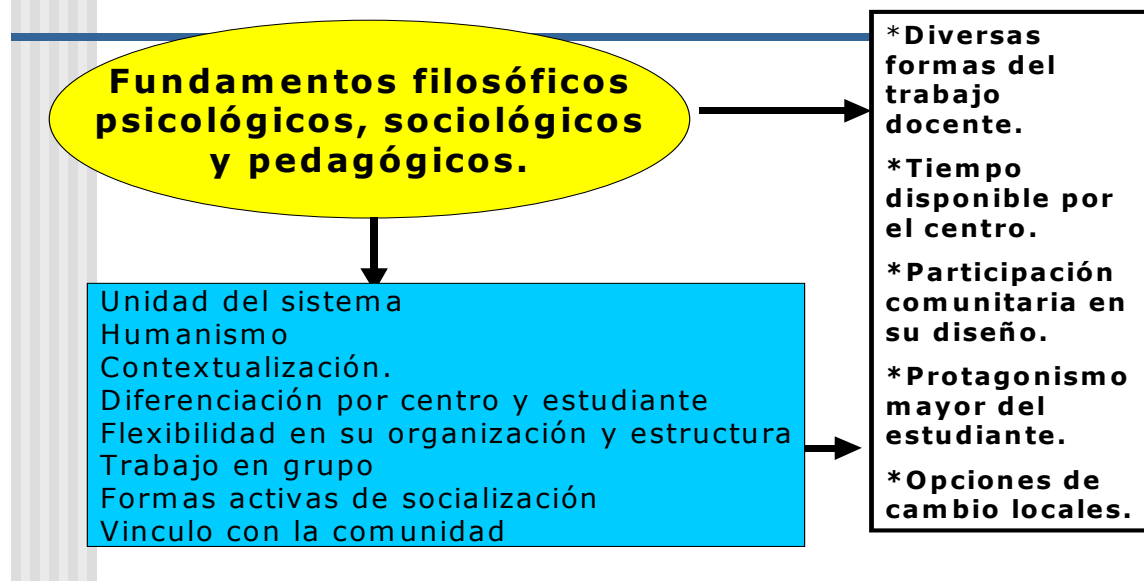 Fundamentos filosóficos
psicológicos, sociológicos
y pedagógicos.
Unidad del sistema
Humanismo
Contextualización.
Diferenciación por centro y estudiante
Flexibilidad en su organización y estructura
Trabajo en grupo
Formas activas de socialización
Vinculo con la comunidad
*Diversas
formas del
trabajo
docente.
*Tiempo
disponible por
el centro.
*Participación
comunitaria en
su diseño.
*Protagonismo
mayor del
estudiante.
*Opciones de
cambio locales.